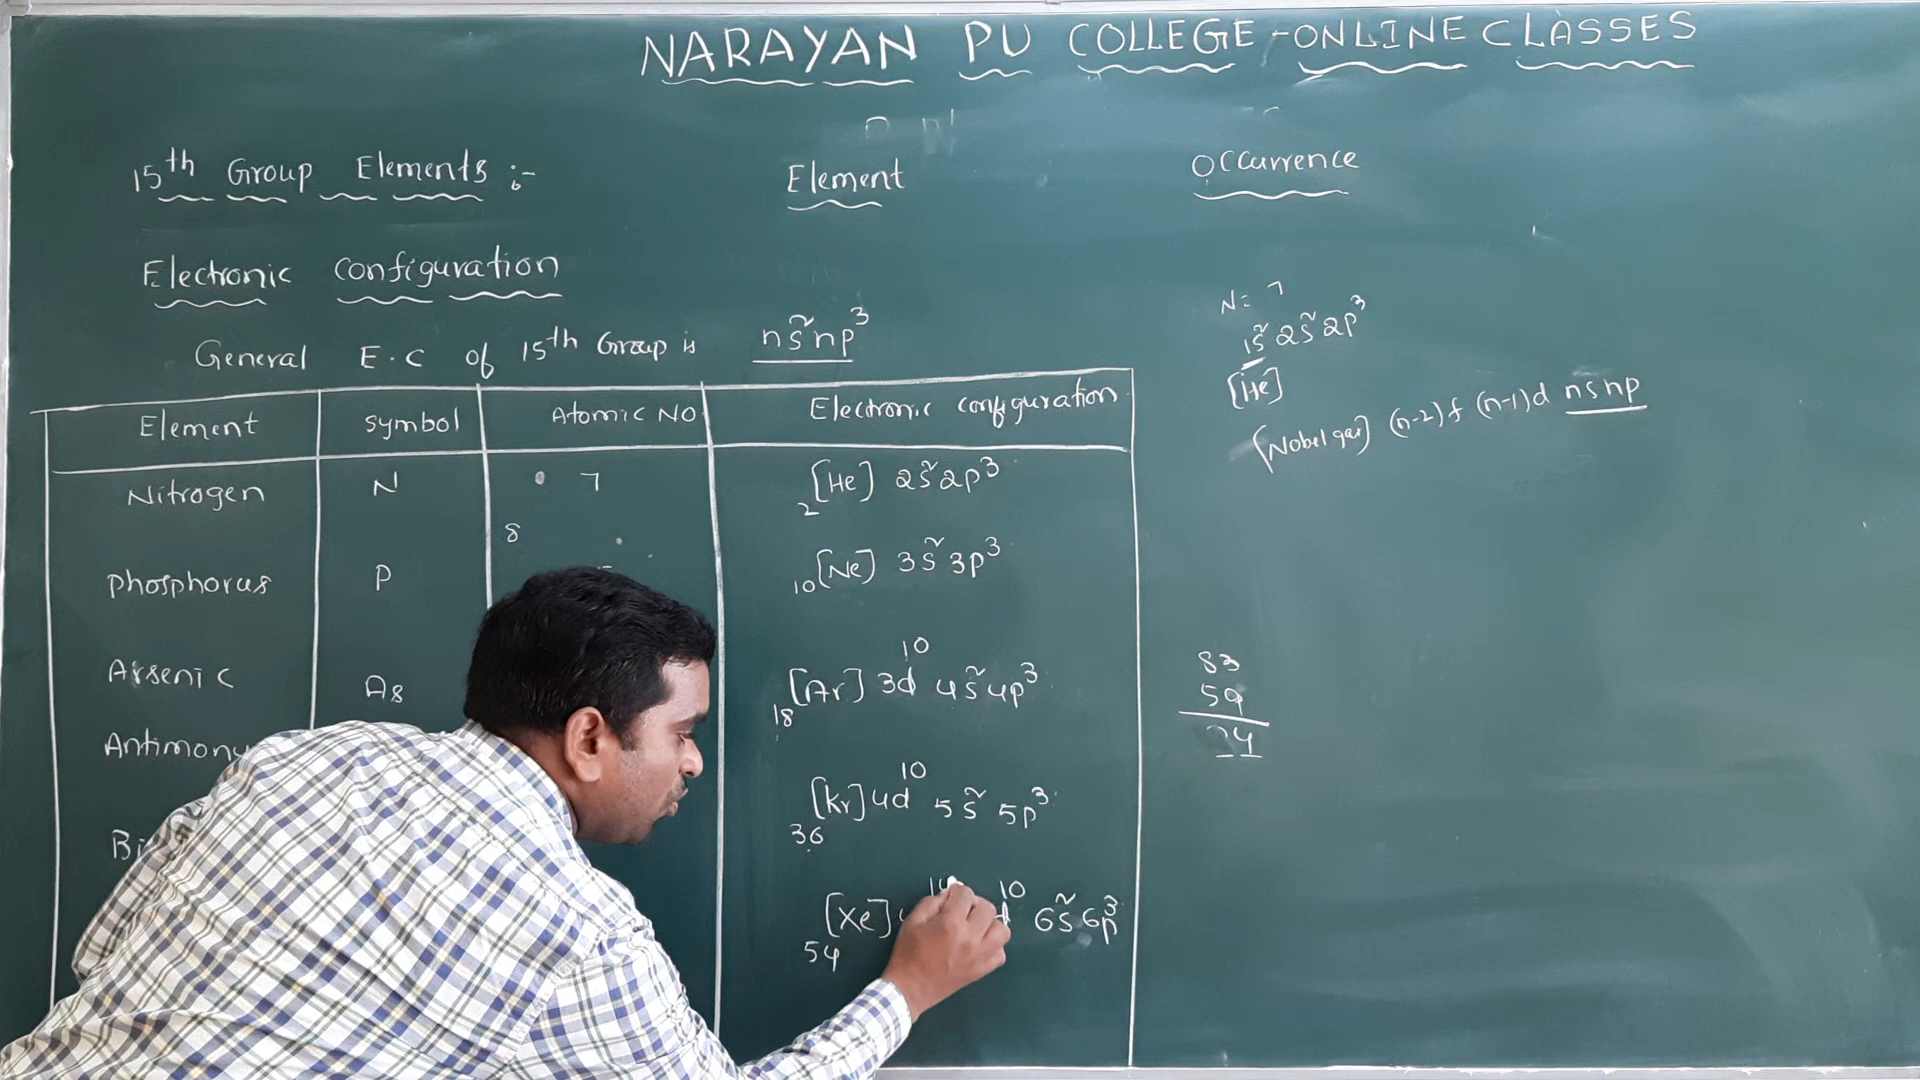 NARAYAN PU COLLEGE - ONLINE CLASSES
15th Group Elements :-
Element
Occurrence
Electronic configuration
General E.C of 15th Group is ns² np³
N = 7
1s² 2s² 2p³
[He]
[Nobel gas] (n-2)f (n-1)d ns np
Element symbol Atomic NO Electronic configuration
Nitrogen N 7 2[He] 2s² 2p³
8
phosphorus P 10[Ne] 3s² 3p³
Arsenic As 18[Ar] 3d¹⁰ 4s² 4p³
Antimony 36[Kr] 4d¹⁰ 5s² 5p³
Bi 54[Xe] 14 d¹⁰ 6s² 6p³
83
54